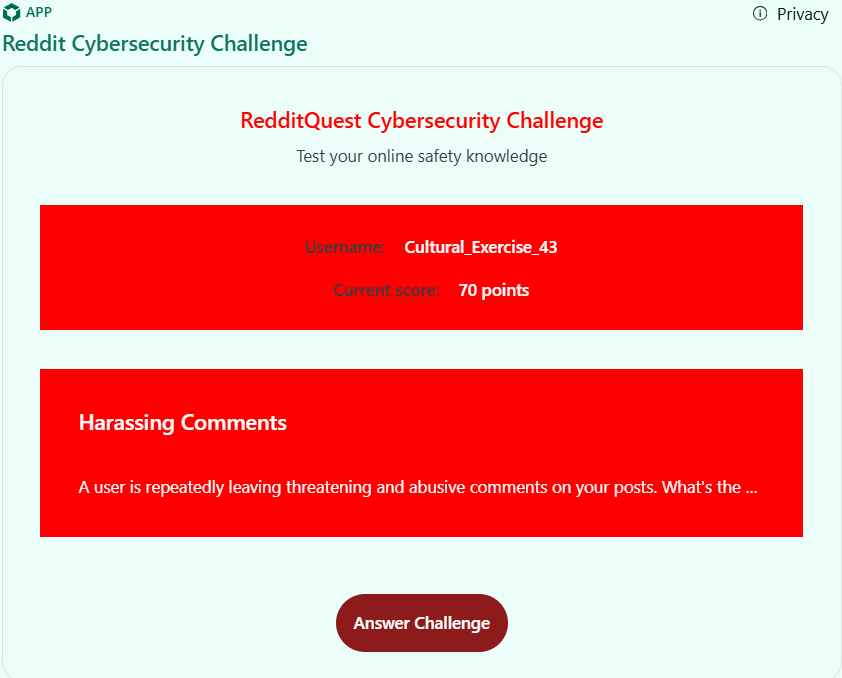 APP
Privacy
Reddit Cybersecurity Challenge
RedditQuest Cybersecurity Challenge
Test your online safety knowledge
Username: Cultural_Exercise_43
Current score: 70 points
Harassing Comments
A user is repeatedly leaving threatening and abusive comments on your posts. What's the ...
Answer Challenge